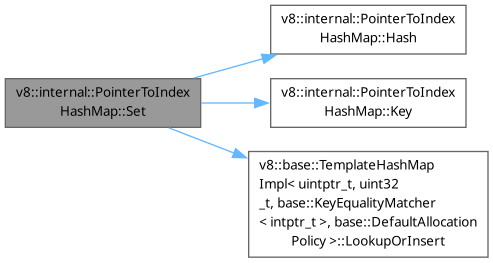 v8::internal::PointerToIndex
HashMap::Hash
v8::internal::PointerToIndex
HashMap::Set
v8::internal::PointerToIndex
HashMap::Key
v8::base::TemplateHashMap
Impl< uintptr_t, uint32
_t, base::KeyEqualityMatcher
< intptr_t >, base::DefaultAllocation
Policy >::LookupOrInsert